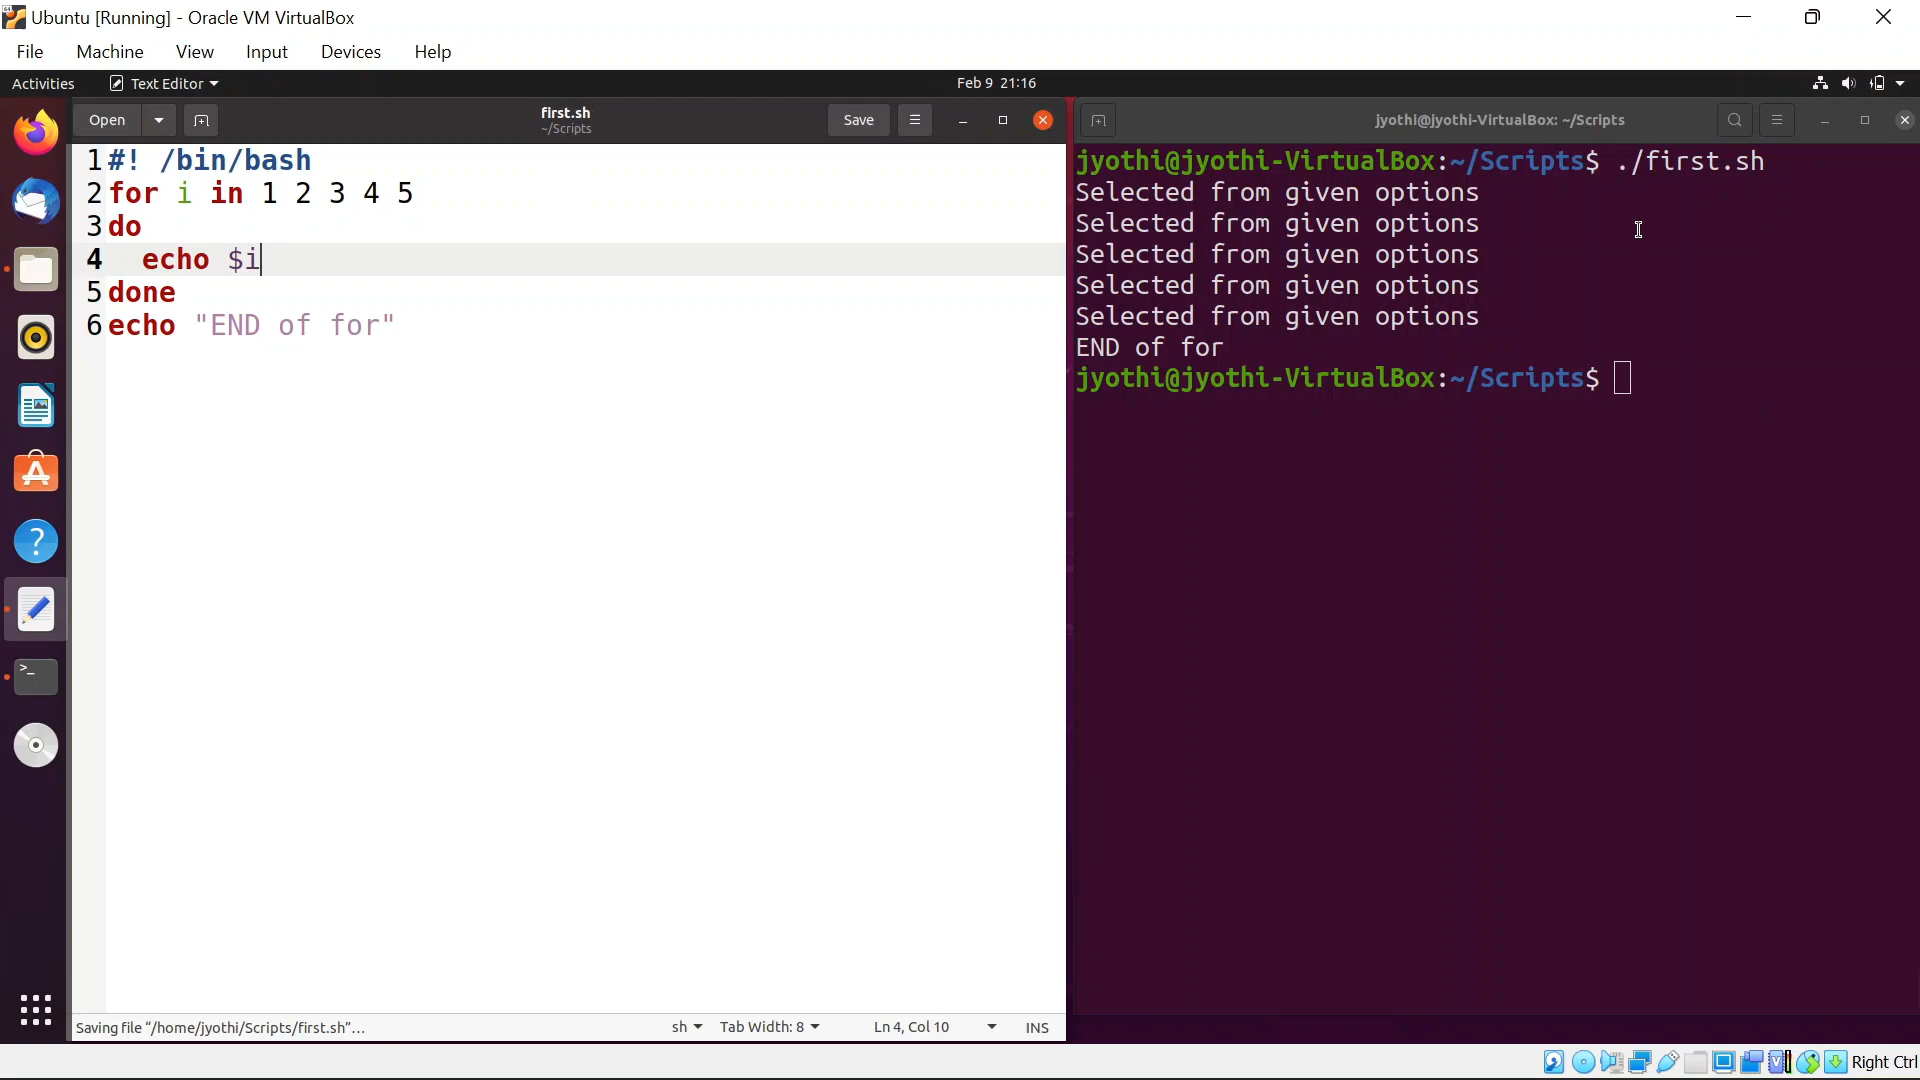 Ubuntu [Running] - Oracle VM VirtualBox
File Machine View Input Devices Help
Activities Text Editor Feb 9 21:16
Open first.sh Save
~/Scripts
1 #! /bin/bash
2 for i in 1 2 3 4 5
3 do
4 echo $i
5 done
6 echo "END of for"
Saving file "/home/jyothi/Scripts/first.sh"... sh Tab Width: 8 Ln 4, Col 10 INS
jyothi@jyothi-VirtualBox: ~/Scripts
jyothi@jyothi-VirtualBox:~/Scripts$ ./first.sh
Selected from given options
Selected from given options
Selected from given options
Selected from given options
Selected from given options
END of for
jyothi@jyothi-VirtualBox:~/Scripts$
Right Ctrl